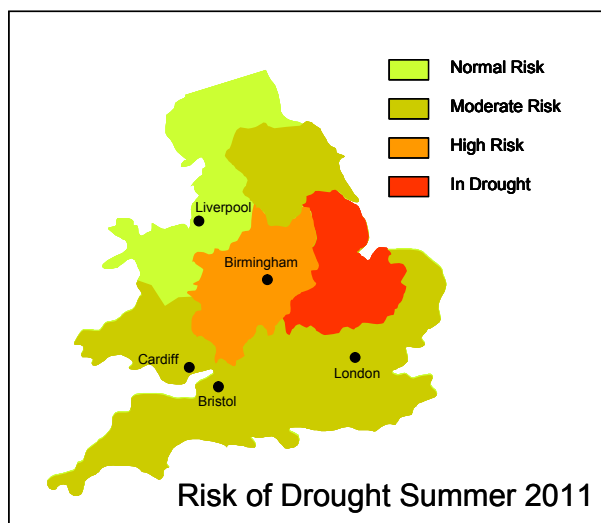 Normal Risk
Moderate Risk
High Risk
In Drought
Liverpool
Birmingham
Cardiff
London
Bristol
Risk of Drought Summer 2011